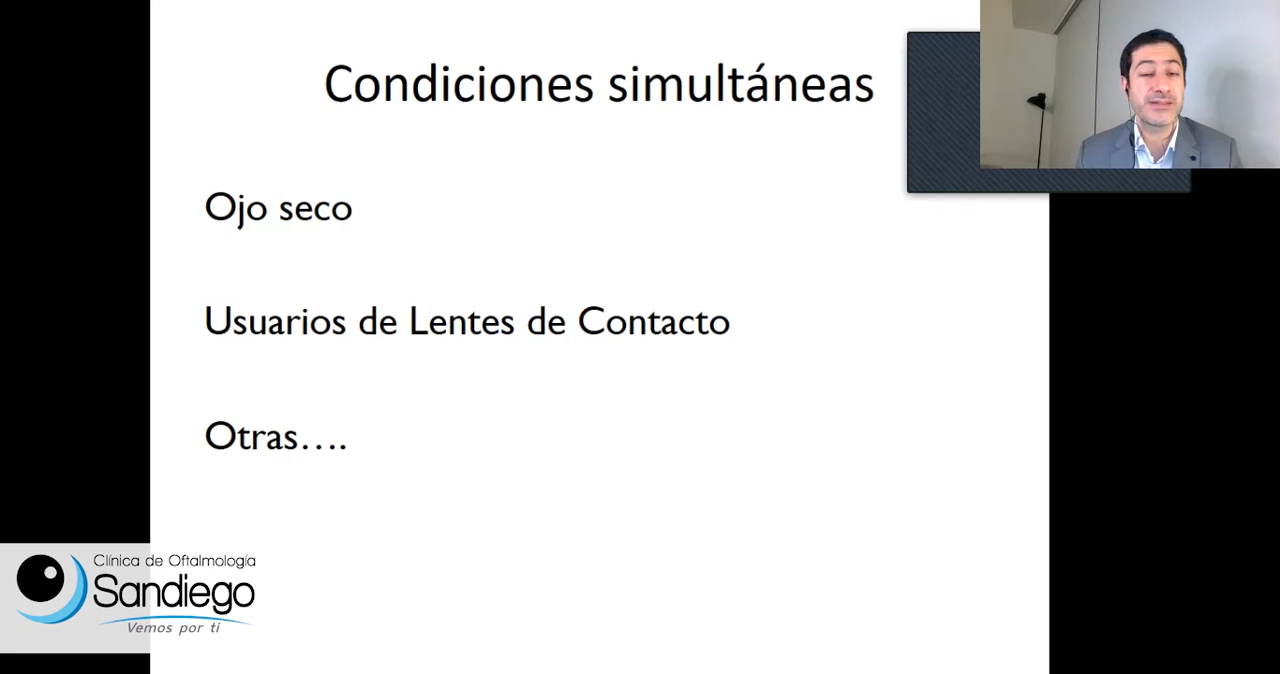 Condiciones simultáneas
Ojo seco
Usuarios de Lentes de Contacto
Otras….
Clínica de Oftalmología
Sandiego
Vemos por ti